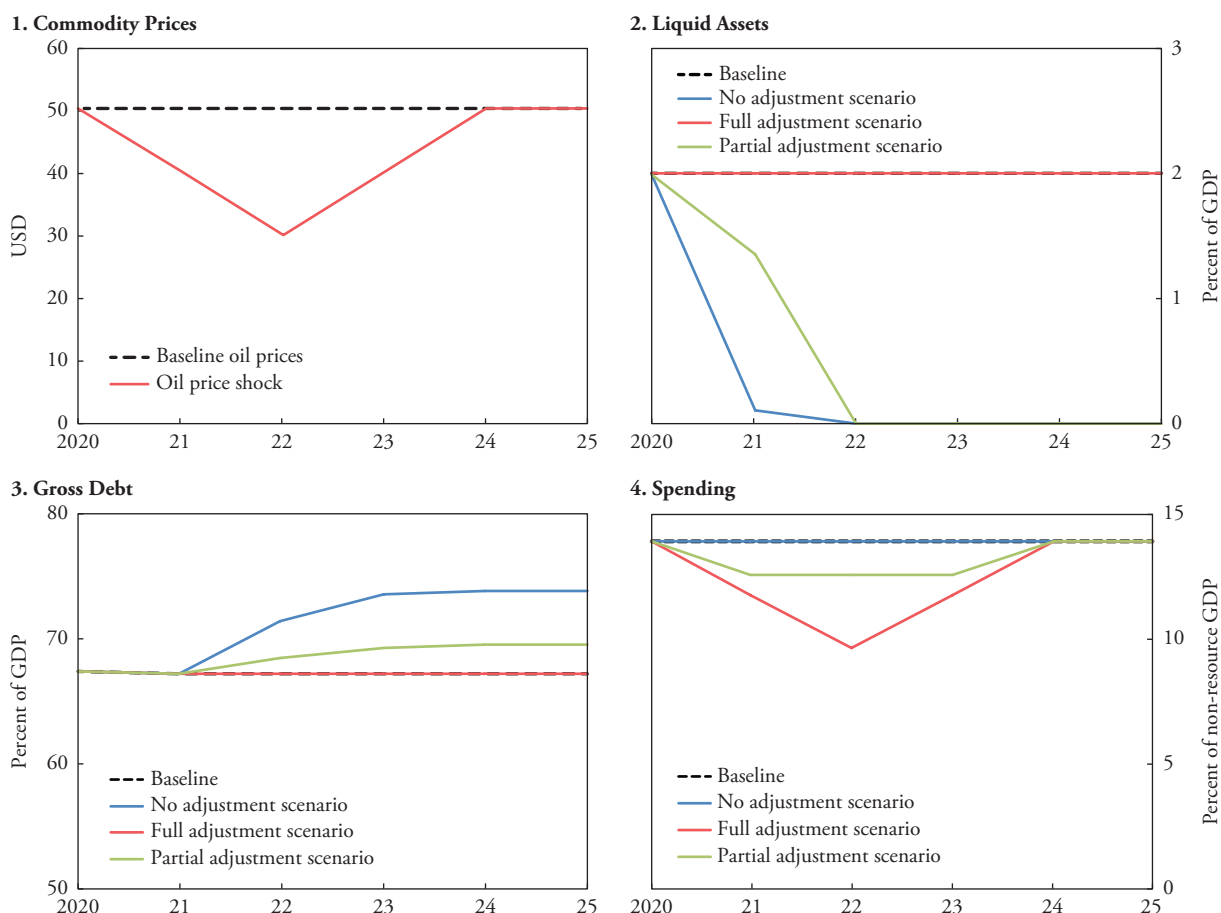 1. Commodity Prices
60
50
40
30
20
10
0
USD
Baseline oil prices
Oil price shock
2020 21 22 23 24 25
2. Liquid Assets
3
2
1
0
Percent of GDP
Baseline
No adjustment scenario
Full adjustment scenario
Partial adjustment scenario
2020 21 22 23 24 25
3. Gross Debt
80
70
60
50
Percent of GDP
Baseline
No adjustment scenario
Full adjustment scenario
Partial adjustment scenario
2020 21 22 23 24 25
4. Spending
15
10
5
0
Percent of non-resource GDP
Baseline
No adjustment scenario
Full adjustment scenario
Partial adjustment scenario
2020 21 22 23 24 25